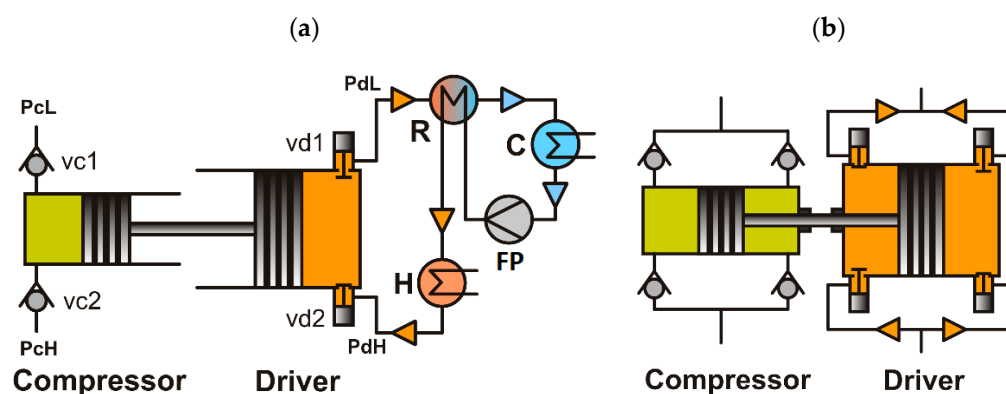 (a)
(b)
PcL
PdL
vc1
vd1
R
C
FP
H
vc2
vd2
PcH
PdH
Compressor
Driver
Compressor
Driver